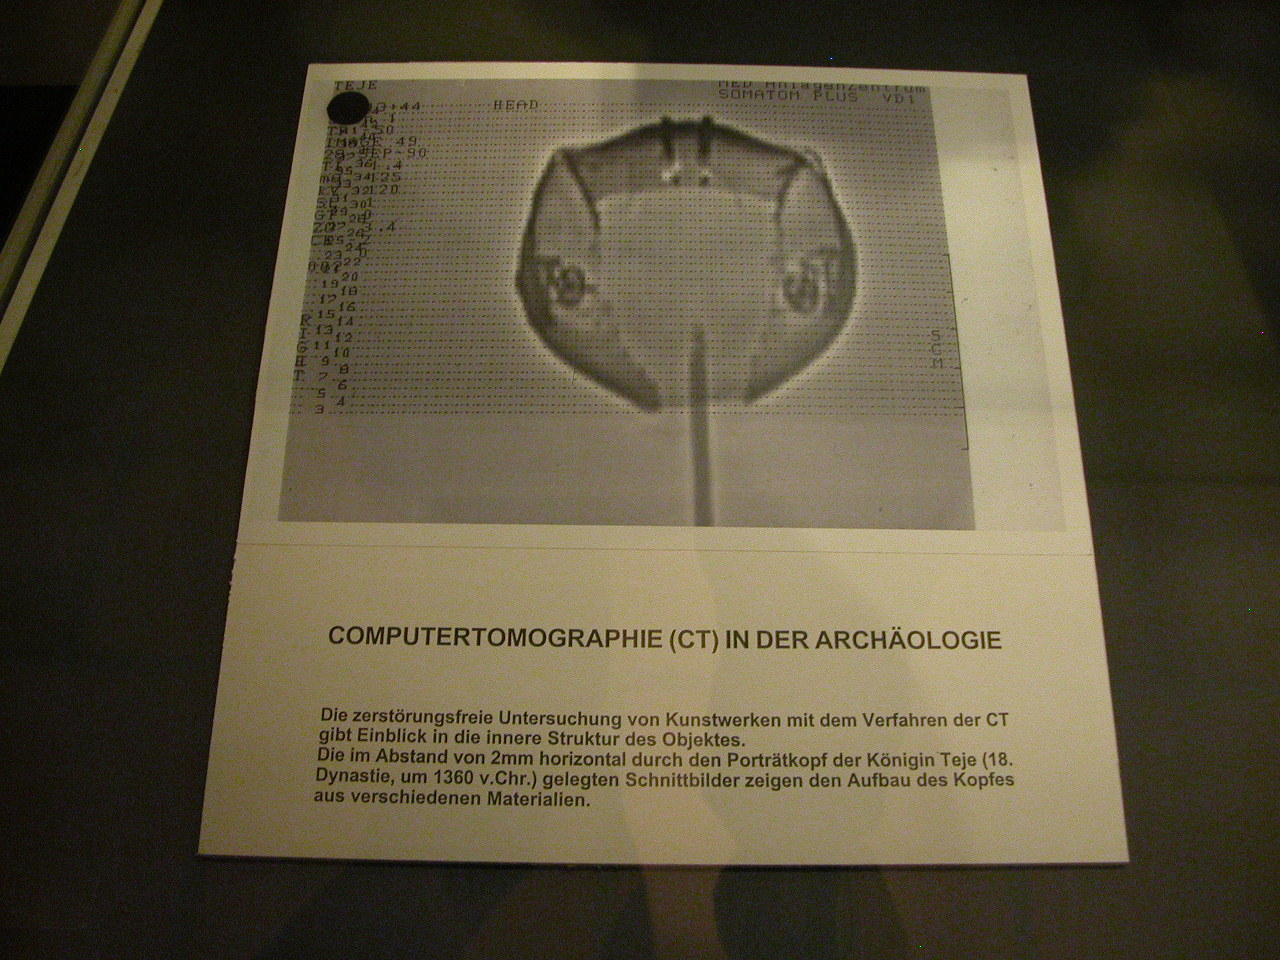 TEJE
HEAD
SOMATOM PLUS VD1
COMPUTERTOMOGRAPHIE (CT) IN DER ARCHÄOLOGIE
Die zerstörungsfreie Untersuchung von Kunstwerken mit dem Verfahren der CT
gibt Einblick in die innere Struktur des Objektes.
Die im Abstand von 2mm horizontal durch den Porträtkopf der Königin Teje (18.
Dynastie, um 1360 v.Chr.) gelegten Schnittbilder zeigen den Aufbau des Kopfes
aus verschiedenen Materialien.